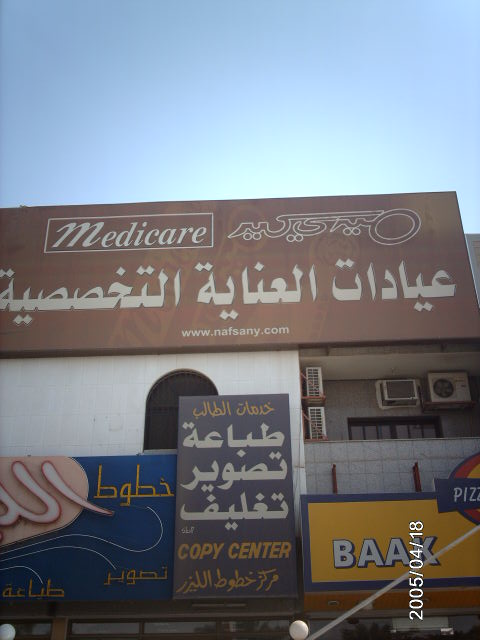 Medicare ميديكير
عيادات العناية التخصصية
www.nafsany.com
خدمات الطالب
طباعة
تصوير
تغليف
COPY CENTER
مركز خطوط الليزر
خطوط
تصوير
طباعة
PIZZ
BAAK
2005/04/18